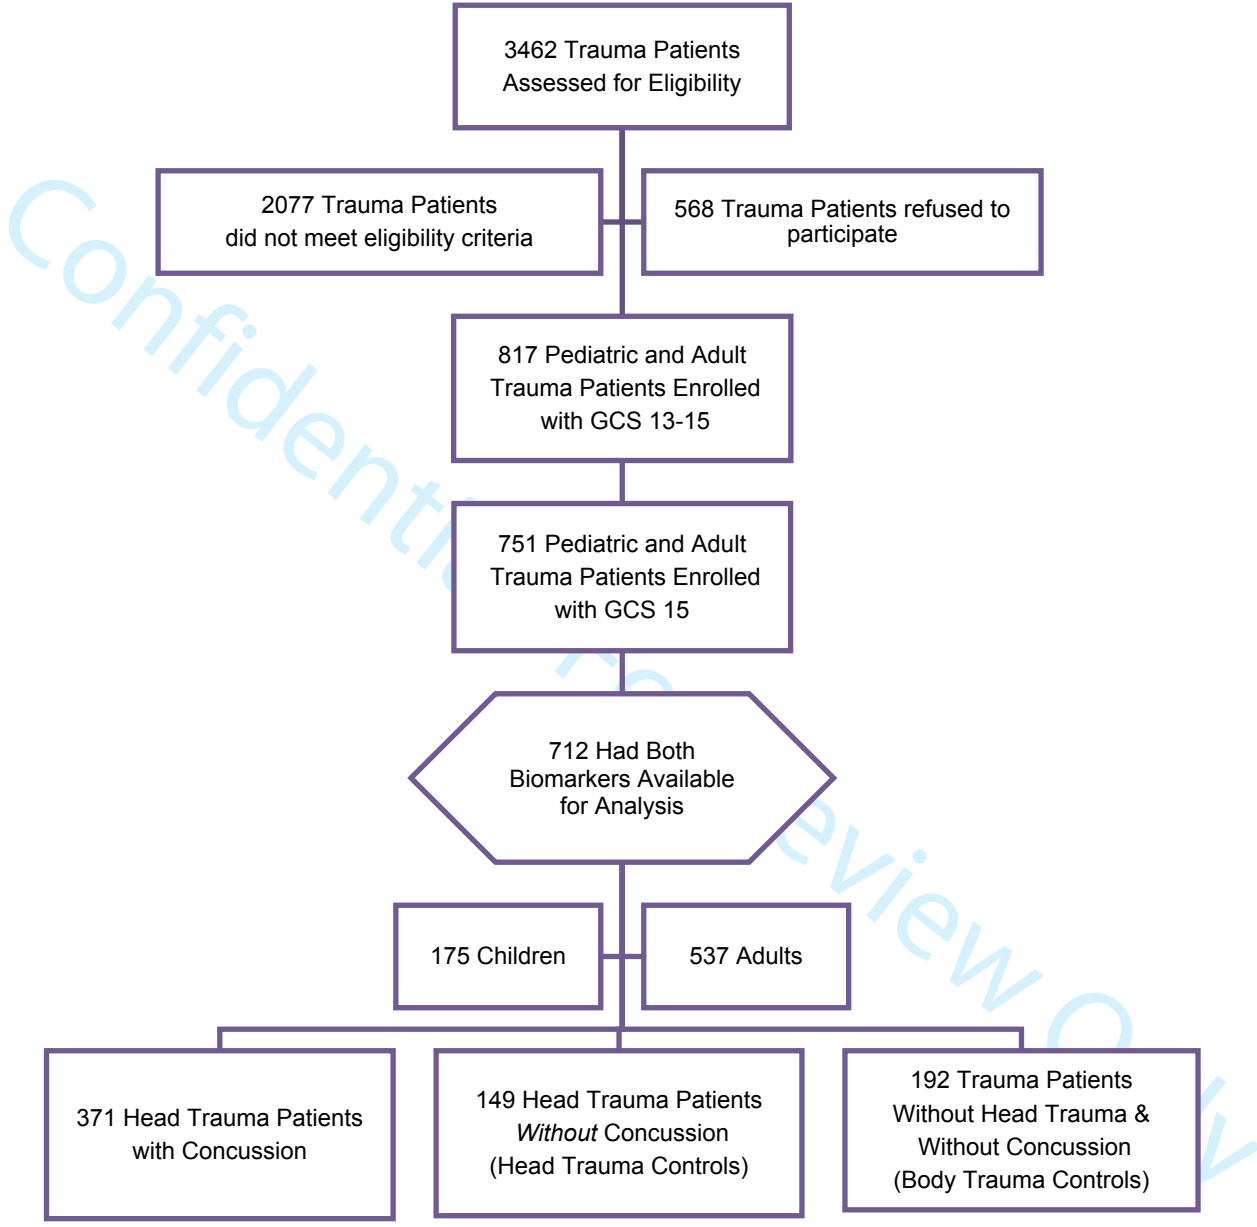 3462 Trauma Patients
Assessed for Eligibility
2077 Trauma Patients
did not meet eligibility criteria
568 Trauma Patients refused to
participate
817 Pediatric and Adult
Trauma Patients Enrolled
with GCS 13-15
751 Pediatric and Adult
Trauma Patients Enrolled
with GCS 15
712 Had Both
Biomarkers Available
for Analysis
175 Children
537 Adults
371 Head Trauma Patients
with Concussion
149 Head Trauma Patients
Without Concussion
(Head Trauma Controls)
192 Trauma Patients
Without Head Trauma &
Without Concussion
(Body Trauma Controls)
Confidential: For Review Only